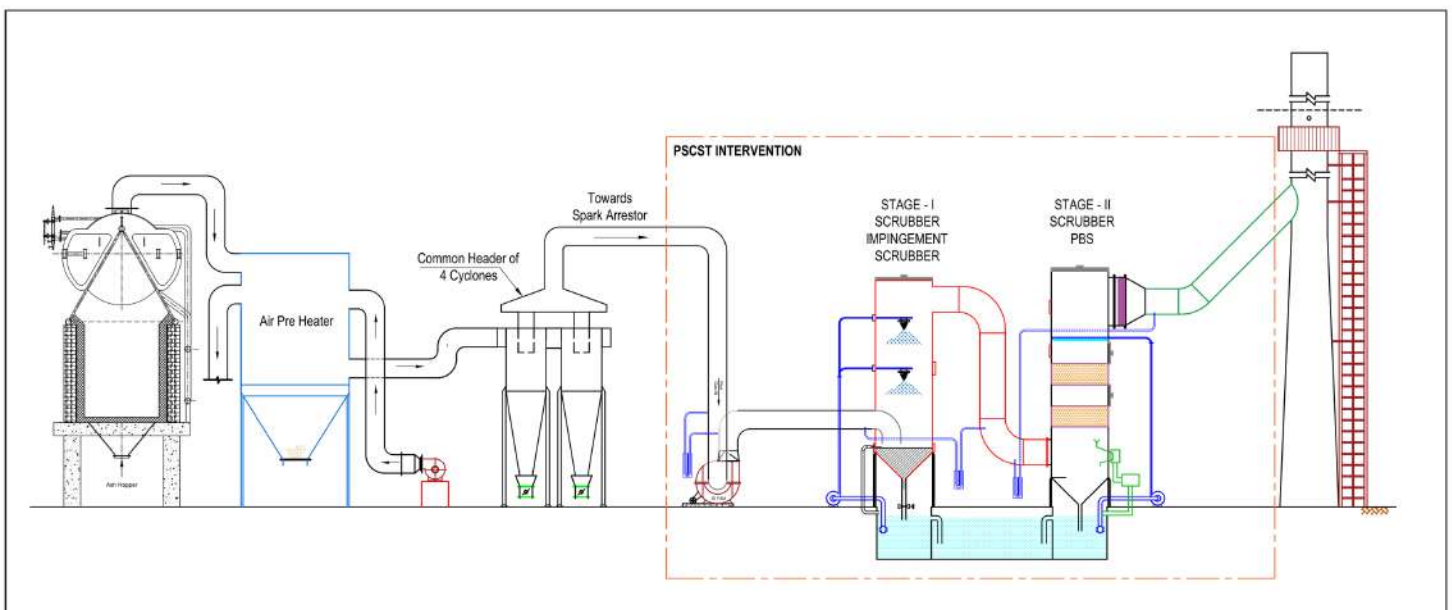 PSCST INTERVENTION
Towards
Spark Arrestor
STAGE - I
SCRUBBER
IMPINGEMENT
SCRUBBER
STAGE - II
SCRUBBER
PBS
Common Header of
4 Cyclones
Air Pre Heater
Ash Hopper